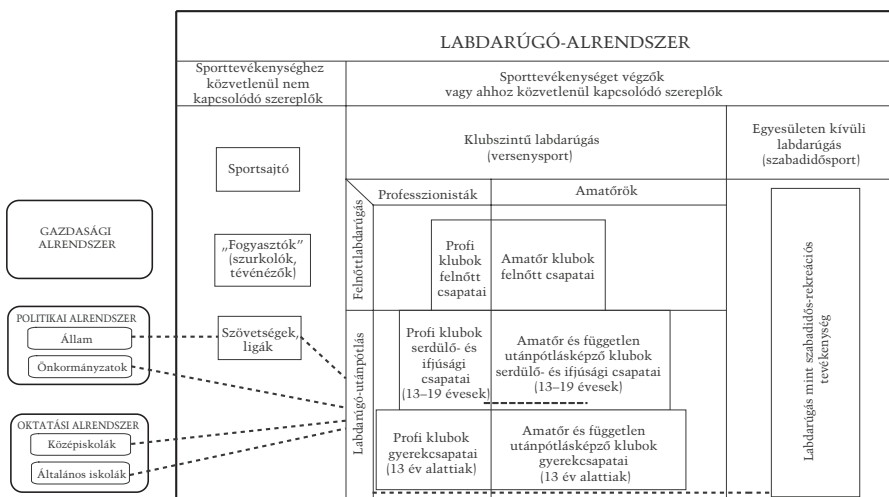 LABDARÚGÓ-ALRENDSZER
Sporttevékenységhez
közvetlenül nem
kapcsolódó szereplők
Sporttevékenységet végzők
vagy ahhoz közvetlenül kapcsolódó szereplők
Klubszintű labdarúgás
(versenysport)
Egyesületen kívüli
labdarúgás
(szabadidősport)
Sportsajtó
Professzionisták
Amatőrök
GAZDASÁGI
ALRENDSZER
„Fogyasztók”
(szurkolók,
tévénézők)
Felnőttlabdarúgás
Profi
klubok
felnőtt
csapatai
Amatőr klubok
felnőtt csapatai
Labdarúgás mint szabadidős-rekreációs
tevékenység
POLITIKAI ALRENDSZER
Állam
Önkormányzatok
Szövetségek,
ligák
Labdarúgó-utánpótlás
Profi klubok
serdülő- és
ifjúsági
csapatai
(13–19 évesek)
Amatőr és független
utánpótlásképző klubok
serdülő- és ifjúsági csapatai
(13–19 évesek)
OKTATÁSI ALRENDSZER
Középiskolák
Általános iskolák
Profi klubok
gyerekcsapatai
(13 év alattiak)
Amatőr és független
utánpótlásképző klubok
gyerekcsapatai
(13 év alattiak)